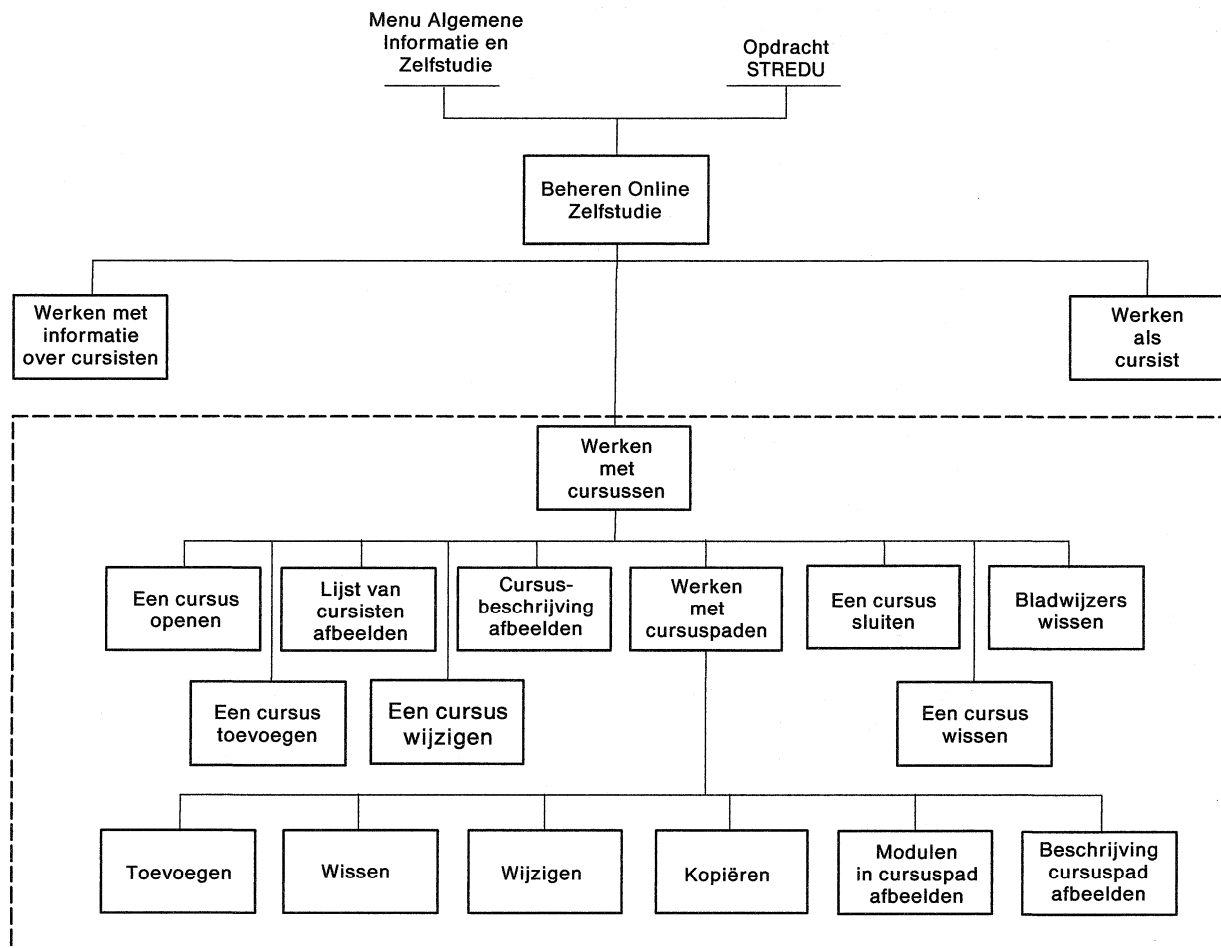 Menu Algemene
Informatie en
Zelfstudie
Opdracht
STREDU
Beheren Online
Zelfstudie
Werken met
informatie
over cursisten
Werken
als
cursist
Werken
met
cursussen
Een cursus
openen
Lijst van
cursisten
afbeelden
Cursus-
beschrijving
afbeelden
Werken
met
cursuspaden
Een cursus
sluiten
Bladwijzers
wissen
Een cursus
toevoegen
Een cursus
wijzigen
Een cursus
wissen
Toevoegen
Wissen
Wijzigen
Kopiëren
Modulen
in cursuspad
afbeelden
Beschrijving
cursuspad
afbeelden